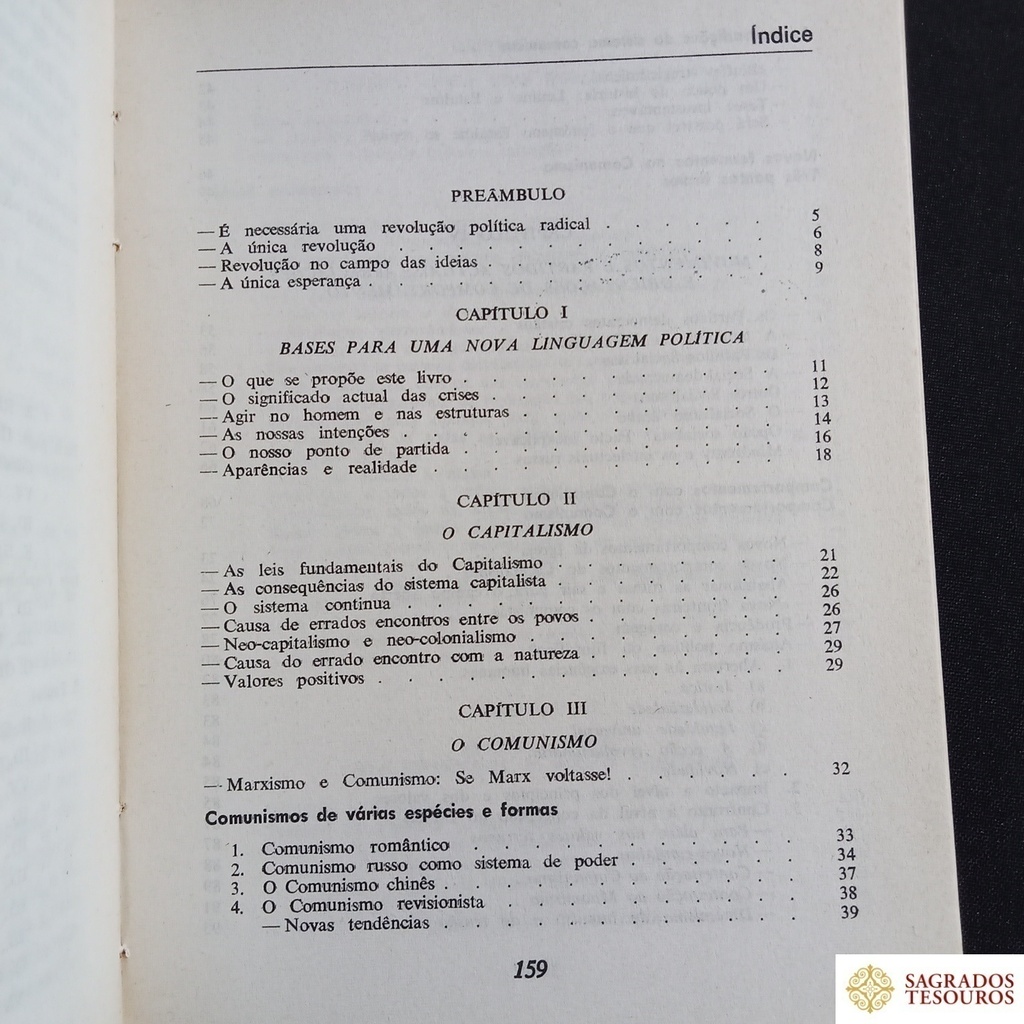 Índice
PREÂMBULO
— É necessária uma revolução política radical . . . . . 5
— A única revolução . . . . . . . . . . . 6
— Revolução no campo das ideias . . . . . . . . 8
— A única esperança . . . . . . . . . . . 9
CAPÍTULO I
BASES PARA UMA NOVA LINGUAGEM POLÍTICA
— O que se propõe este livro . . . . . . . . . 11
— O significado actual das crises . . . . . . . . 12
— Agir no homem e nas estruturas . . . . . . . 13
— As nossas intenções . . . . . . . . . . 14
— O nosso ponto de partida . . . . . . . . . 16
— Aparências e realidade . . . . . . . . . . 18
CAPÍTULO II
O CAPITALISMO
— As leis fundamentais do Capitalismo . . . . . . . 21
— As consequências do sistema capitalista . . . . . . 22
— O sistema continua . . . . . . . . . . 26
— Causa de errados encontros entre os povos . . . . . 26
— Neo-capitalismo e neo-colonialismo . . . . . . . 27
— Causa do errado encontro com a natureza . . . . . 29
— Valores positivos . . . . . . . . . . . 29
CAPÍTULO III
O COMUNISMO
— Marxismo e Comunismo: Se Marx voltasse! . . . . . . 32
Comunismos de várias espécies e formas
1. Comunismo romântico . . . . . . . . . 33
2. Comunismo russo como sistema de poder . . . . . 34
3. O Comunismo chinês . . . . . . . . . . 37
4. O Comunismo revisionista . . . . . . . . 38
— Novas tendências . . . . . . . . . . 39
159
SAGRADOS
TESOUROS